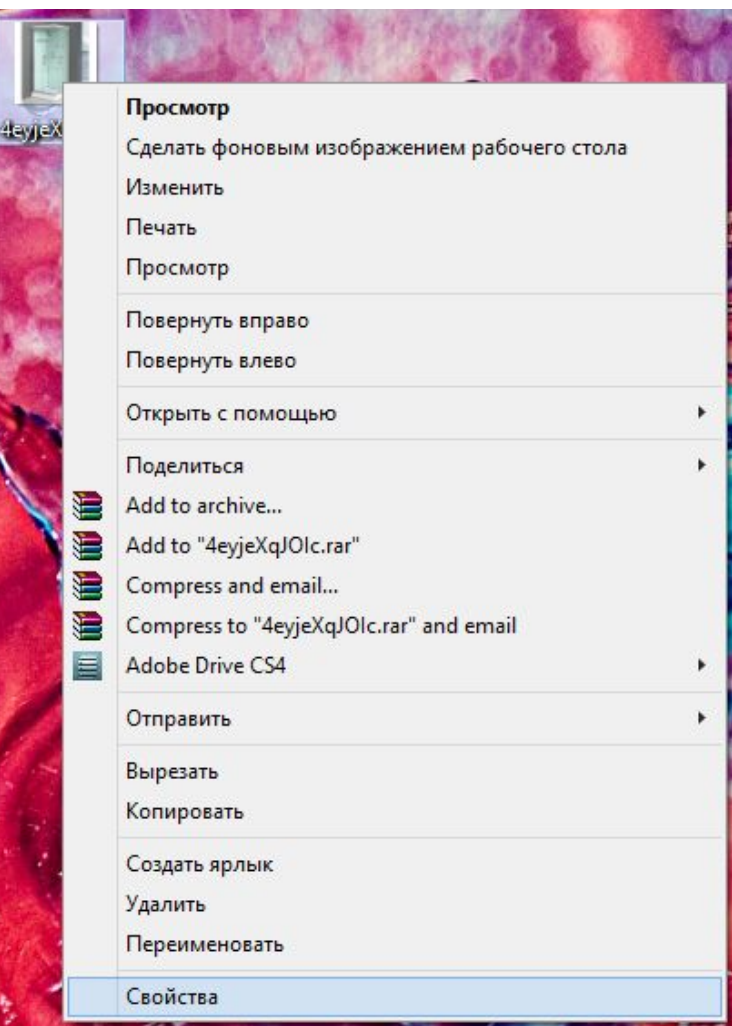 4eyjeX
Просмотр
Сделать фоновым изображением рабочего стола
Изменить
Печать
Просмотр
Повернуть вправо
Повернуть влево
Открыть с помощью
Поделиться
Add to archive...
Add to "4eyjeXqJOIc.rar"
Compress and email...
Compress to "4eyjeXqJOIc.rar" and email
Adobe Drive CS4
Отправить
Вырезать
Копировать
Создать ярлык
Удалить
Переименовать
Свойства